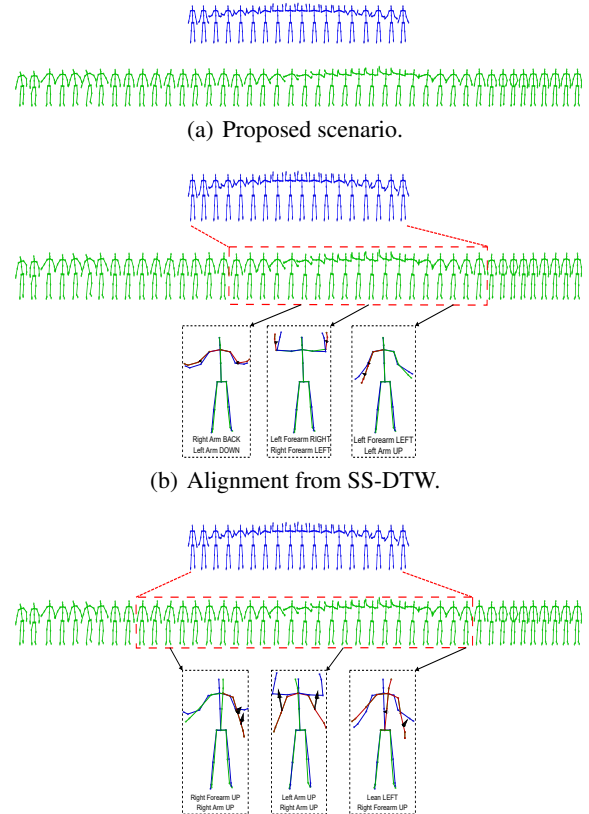 (a) Proposed scenario.
Right Arm BACK
Left Arm DOWN
Left Forearm RIGHT
Right Forearm LEFT
Left Forearm LEFT
Left Arm UP
(b) Alignment from SS-DTW.
Right Forearm UP
Right Arm UP
Left Arm UP
Right Arm UP
Lean LEFT
Right Forearm UP